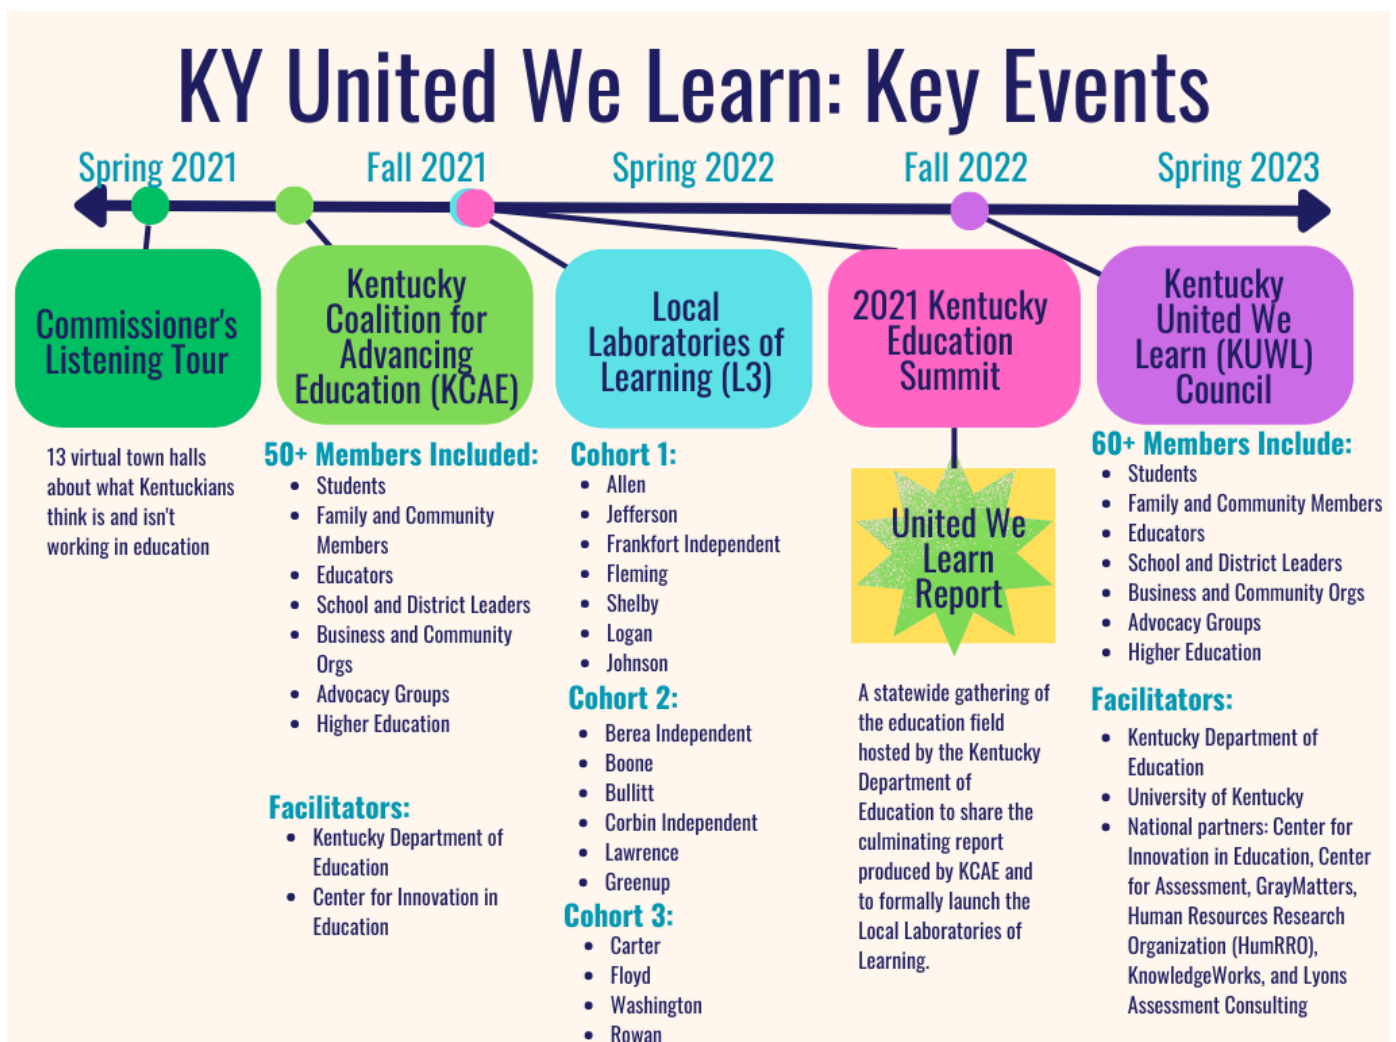 KY United We Learn: Key Events
Spring 2021
Fall 2021
Spring 2022
Fall 2022
Spring 2023
Commissioner's
Listening Tour
13 virtual town halls
about what Kentuckians
think is and isn't
working in education
Kentucky
Coalition for
Advancing
Education (KCAE)
50+ Members Included:
Students
Family and Community
Members
Educators
School and District Leaders
Business and Community
Orgs
Advocacy Groups
Higher Education
Facilitators:
Kentucky Department of
Education
Center for Innovation in
Education
Local
Laboratories of
Learning (L3)
Cohort 1:
Allen
Jefferson
Frankfort Independent
Fleming
Shelby
Logan
Johnson
Cohort 2:
Berea Independent
Boone
Bullitt
Corbin Independent
Lawrence
Greenup
Cohort 3:
Carter
Floyd
Washington
Rowan
2021 Kentucky
Education
Summit
United We
Learn
Report
A statewide gathering of
the education field
hosted by the Kentucky
Department of
Education to share the
culminating report
produced by KCAE and
to formally launch the
Local Laboratories of
Learning.
Kentucky
United We
Learn (KUWL)
Council
60+ Members Include:
Students
Family and Community Members
Educators
School and District Leaders
Business and Community Orgs
Advocacy Groups
Higher Education
Facilitators:
Kentucky Department of
Education
University of Kentucky
National partners: Center for
Innovation in Education, Center
for Assessment, GrayMatters,
Human Resources Research
Organization (HumRRO),
KnowledgeWorks, and Lyons
Assessment Consulting